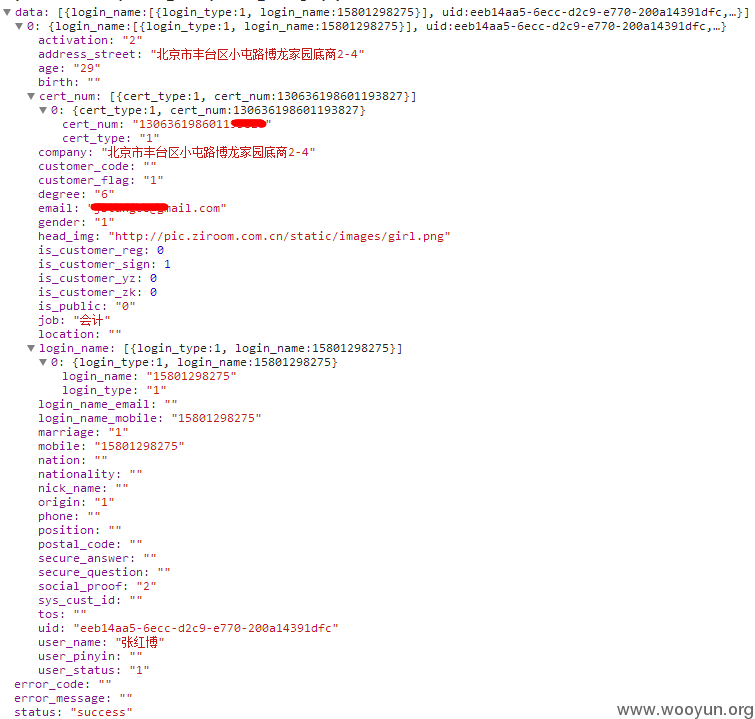 data: [{login_name:[{login_type:1, login_name:15801298275}], uid:eeb14aa5-6ecc-d2c9-e770-200a14391dfc,…}]
0: {login_name:[{login_type:1, login_name:15801298275}], uid:eeb14aa5-6ecc-d2c9-e770-200a14391dfc,…}
activation: "2"
address_street: "北京市丰台区小屯路博龙家园底商2-4"
age: "29"
birth: ""
cert_num: [{cert_type:1, cert_num:130636198601193827}]
0: {cert_type:1, cert_num:130636198601193827}
cert_num: "1306361986011
cert_type: "1"
company: "北京市丰台区小屯路博龙家园底商2-4"
customer_code: ""
customer_flag: "1"
degree: "6"
email: gmail.com"
gender: "1"
head_img: "http://pic.ziroom.com.cn/static/images/girl.png"
is_customer_reg: 0
is_customer_sign: 1
is_customer_yz: 0
is_customer_zk: 0
is_public: "0"
job: "会计"
location: ""
login_name: [{login_type:1, login_name:15801298275}]
0: {login_type:1, login_name:15801298275}
login_name: "15801298275"
login_type: "1"
login_name_email: ""
login_name_mobile: "15801298275"
marriage: "1"
mobile: "15801298275"
nation: ""
nationality: ""
nick_name: ""
origin: "1"
phone: ""
position: ""
postal_code: ""
secure_answer: ""
secure_question: ""
social_proof: "2"
sys_cust_id: ""
tos: ""
uid: "eeb14aa5-6ecc-d2c9-e770-200a14391dfc"
user_name: "张红博"
user_pinyin: ""
user_status: "1"
error_code: ""
error_message: ""
status: "success"
www.wooyun.org